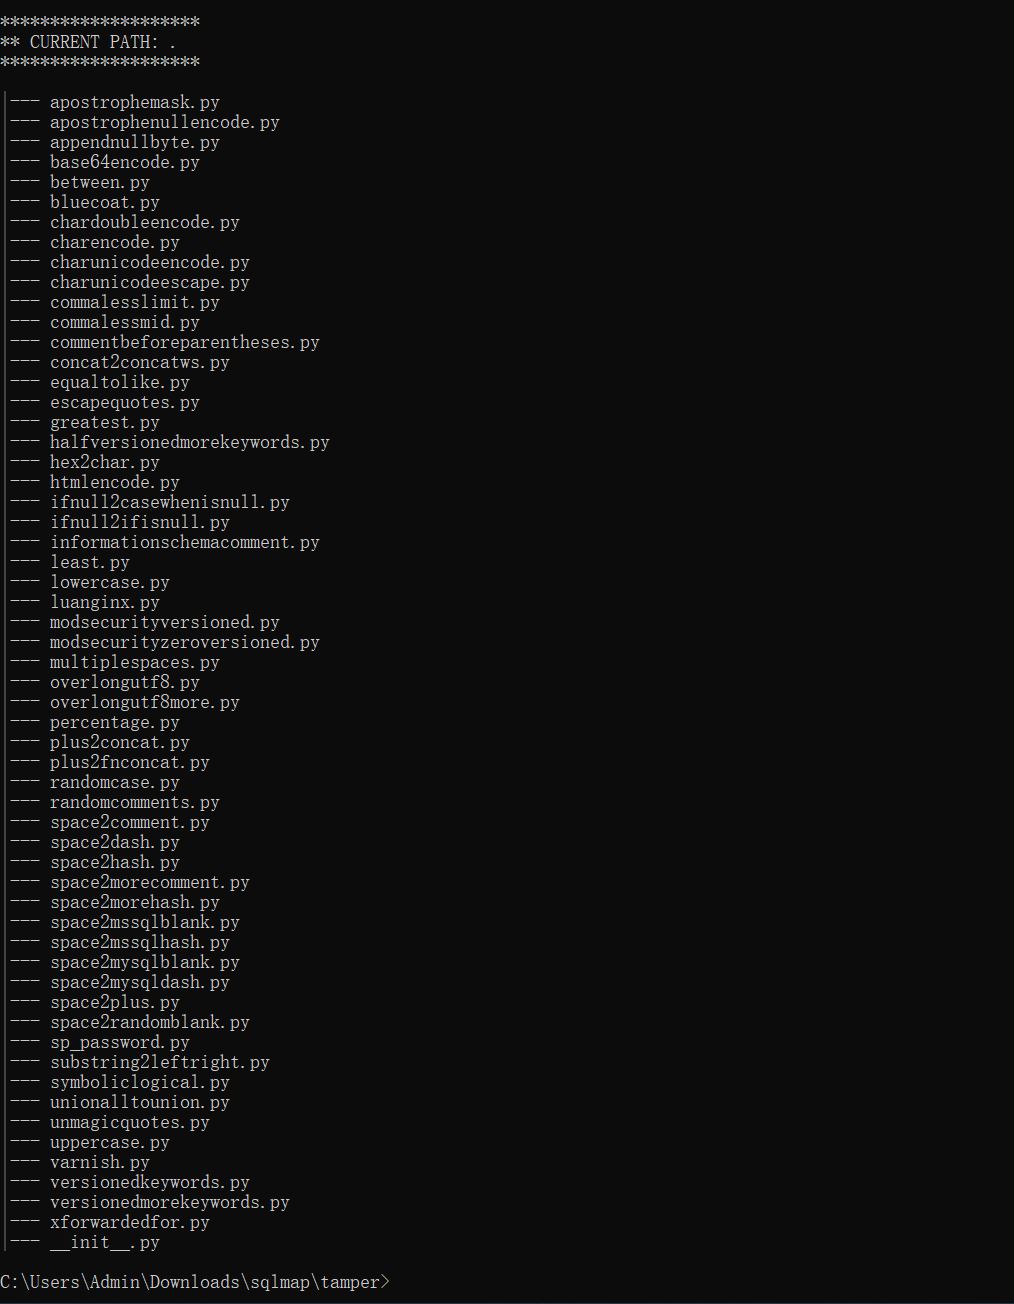 ********************
** CURRENT PATH: .
********************
|--- apostrophemask.py
|--- apostrophenullencode.py
|--- appendnullbyte.py
|--- base64encode.py
|--- between.py
|--- bluecoat.py
|--- chardoubleencode.py
|--- charencode.py
|--- charunicodeencode.py
|--- charunicodeescape.py
|--- commalesslimit.py
|--- commalessmid.py
|--- commentbeforeparentheses.py
|--- concat2concatws.py
|--- equaltolike.py
|--- escapequotes.py
|--- greatest.py
|--- halfversionedmorekeywords.py
|--- hex2char.py
|--- htmlencode.py
|--- ifnull2casewhenisnull.py
|--- ifnull2ifisnull.py
|--- informationschemacomment.py
|--- least.py
|--- lowercase.py
|--- luanginx.py
|--- modsecurityversioned.py
|--- modsecurityzeroversioned.py
|--- multiplespaces.py
|--- overlongutf8.py
|--- overlongutf8more.py
|--- percentage.py
|--- plus2concat.py
|--- plus2fnconcat.py
|--- randomcase.py
|--- randomcomments.py
|--- space2comment.py
|--- space2dash.py
|--- space2hash.py
|--- space2morecomment.py
|--- space2morehash.py
|--- space2mssqlblank.py
|--- space2mssqlhash.py
|--- space2mysqlblank.py
|--- space2mysqldash.py
|--- space2plus.py
|--- space2randomblank.py
|--- sp_password.py
|--- substring2leftright.py
|--- symboliclogical.py
|--- unionalltounion.py
|--- unmagicquotes.py
|--- uppercase.py
|--- varnish.py
|--- versionedkeywords.py
|--- versionedmorekeywords.py
|--- xforwardedfor.py
|--- __init__.py
C:\Users\Admin\Downloads\sqlmap\tamper>